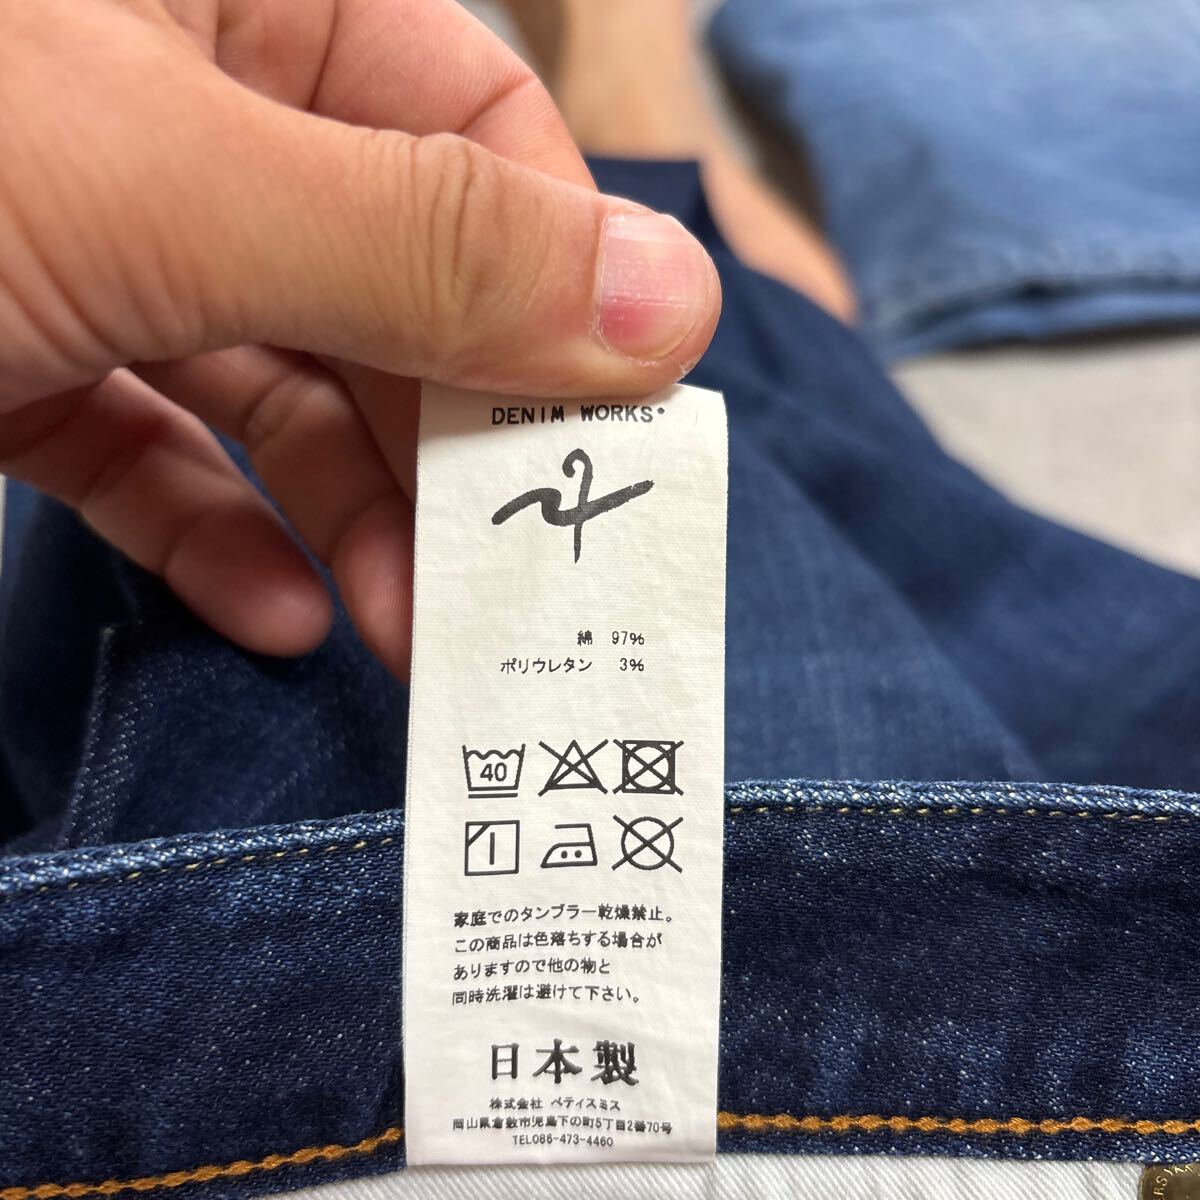 DENIM WORKS
綿 97%
ポリウレタン 3%
40
家庭でのタンブラー乾燥禁止。
この商品は色落ちする場合が
ありますので他の物と
同時洗濯は避けて下さい。
日本製
株式会社 ベティスミス
岡山県倉敷市児島下の町5丁目2番70号
TEL086-473-4460